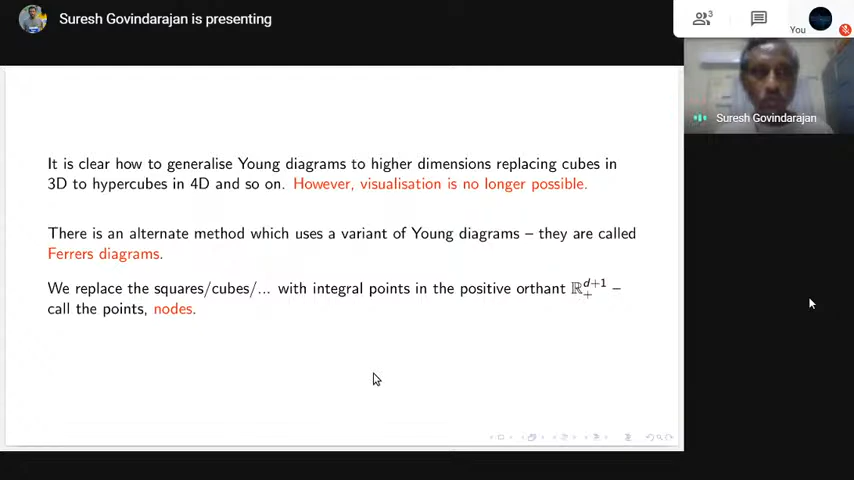 Suresh Govindarajan is presenting
3
You
Suresh Govindarajan
It is clear how to generalise Young diagrams to higher dimensions replacing cubes in
3D to hypercubes in 4D and so on. However, visualisation is no longer possible.
There is an alternate method which uses a variant of Young diagrams – they are called
Ferrers diagrams.
We replace the squares/cubes/... with integral points in the positive orthant ℝ₊^{d+1} –
call the points, nodes.